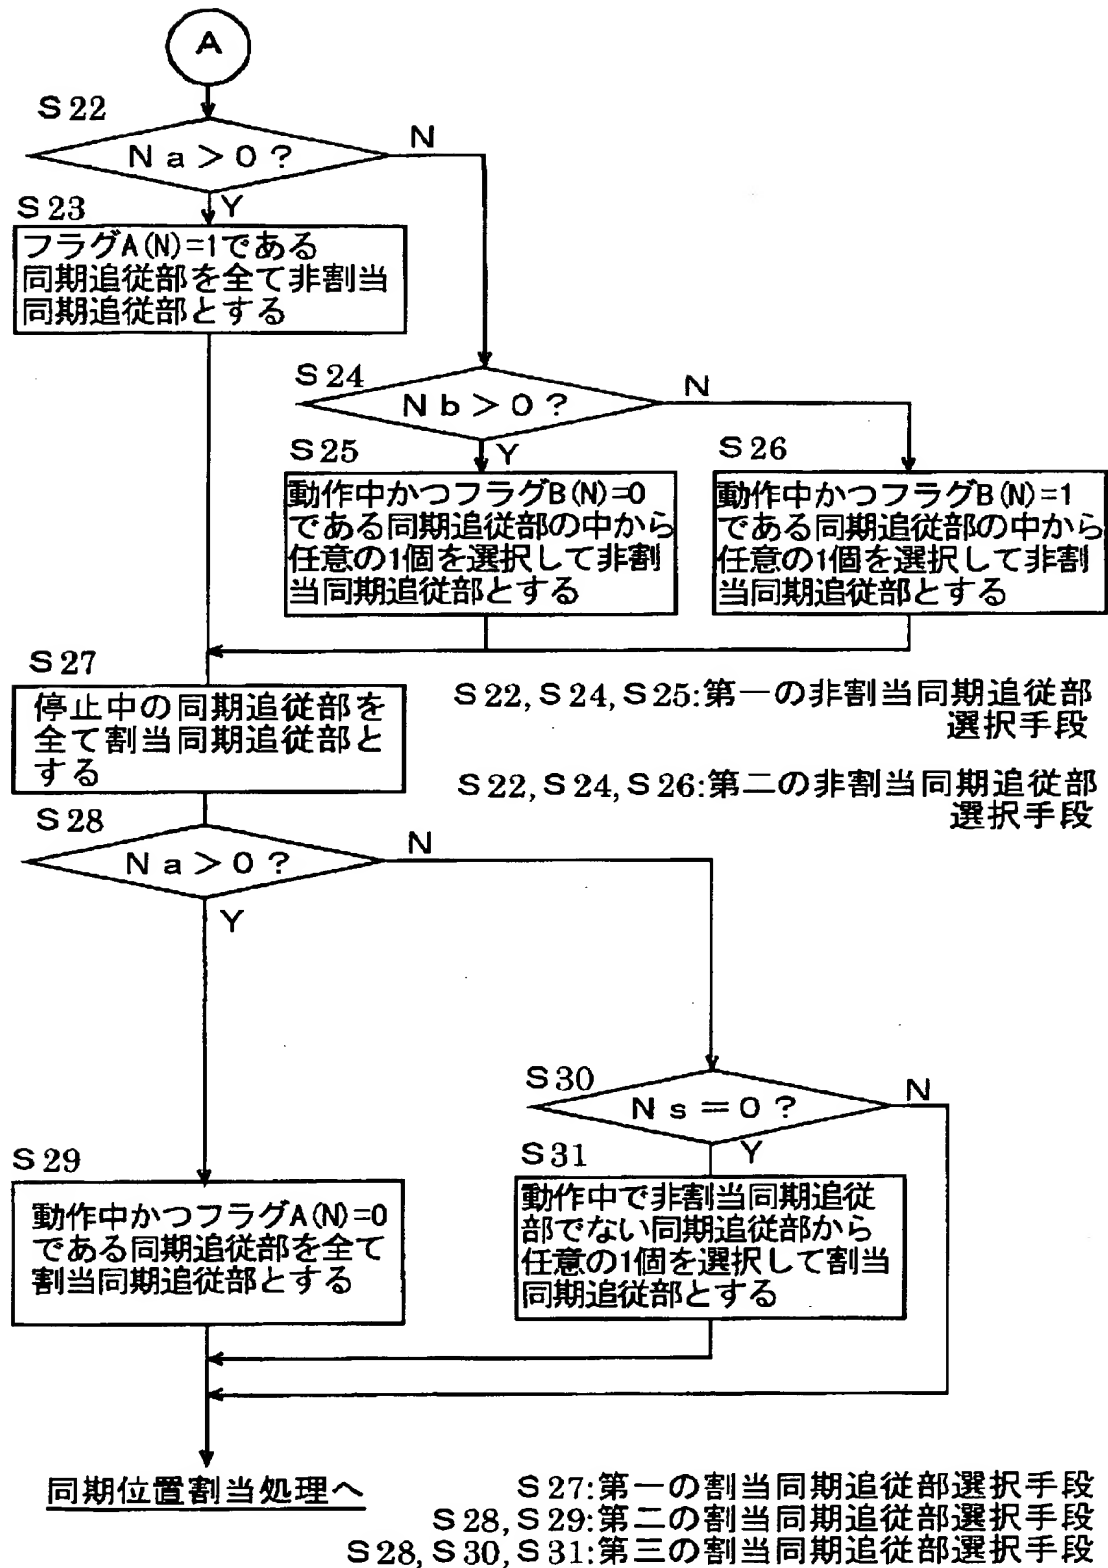 A
S22
Na>0?
N
Y
S23
フラグA(N)=1である
同期追従部を全て非割当
同期追従部とする
S24
Nb>0?
N
Y
S25
動作中かつフラグB(N)=0
である同期追従部の中から
任意の1個を選択して非割
当同期追従部とする
S26
動作中かつフラグB(N)=1
である同期追従部の中から
任意の1個を選択して非割
当同期追従部とする
S27
停止中の同期追従部を
全て割当同期追従部と
する
S22,S24,S25:第一の非割当同期追従部
選択手段
S22,S24,S26:第二の非割当同期追従部
選択手段
S28
Na>0?
N
Y
S30
Ns=0?
N
Y
S29
動作中かつフラグA(N)=0
である同期追従部を全て
割当同期追従部とする
S31
動作中で非割当同期追従
部でない同期追従部から
任意の1個を選択して割当
同期追従部とする
同期位置割当処理へ
S27:第一の割当同期追従部選択手段
S28,S29:第二の割当同期追従部選択手段
S28,S30,S31:第三の割当同期追従部選択手段